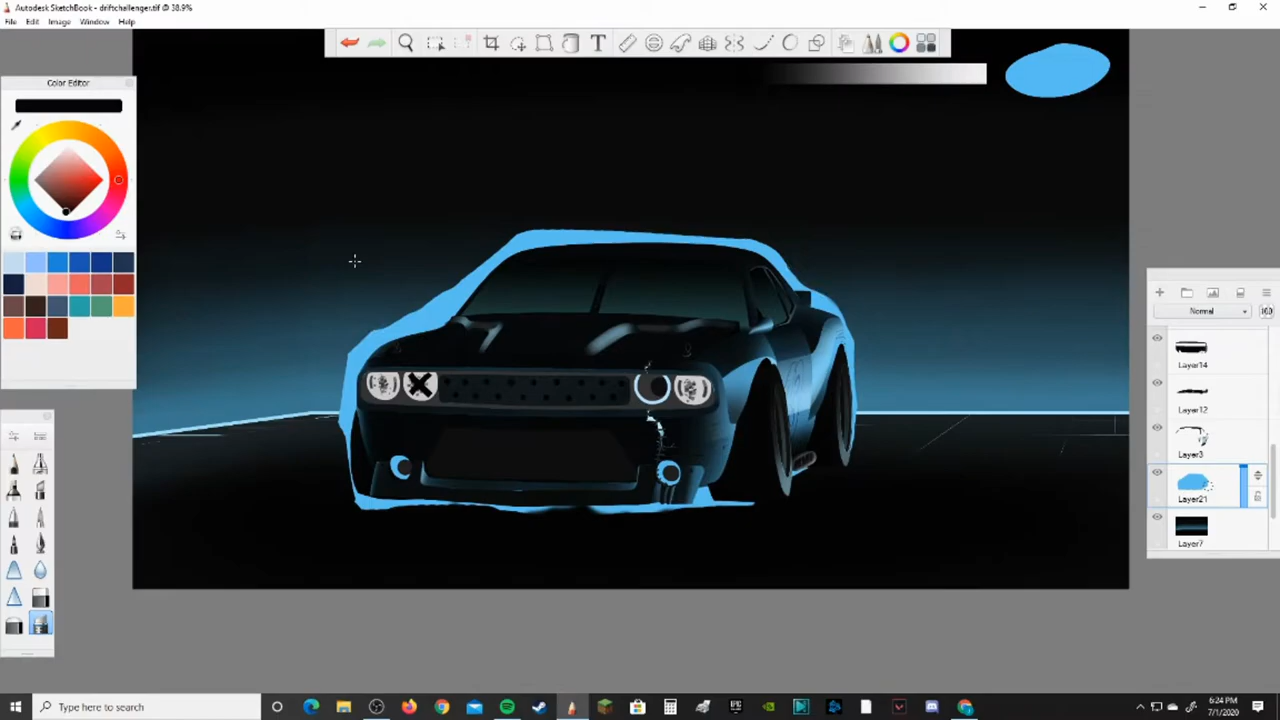 Autodesk SketchBook - driftchallenger.tif @ 38.9%
File Edit Image Window Help
Color Editor
Normal
Layer14
Layer12
Layer3
Layer21
Layer7
Type here to search
6:24 PM
7/1/2020